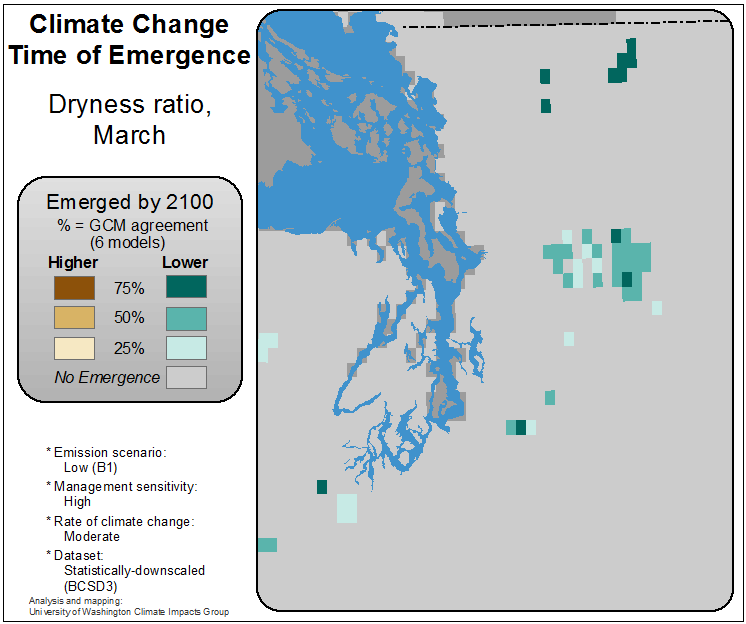 Climate Change
Time of Emergence
Dryness ratio,
March
Emerged by 2100
% = GCM agreement
(6 models)
Higher Lower
75%
50%
25%
No Emergence
* Emission scenario:
Low (B1)
* Management sensitivity:
High
* Rate of climate change:
Moderate
* Dataset:
Statistically-downscaled
(BCSD3)
Analysis and mapping:
University of Washington Climate Impacts Group